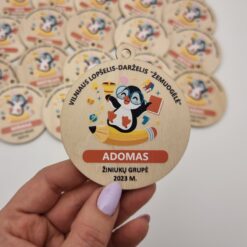 VILNIAUS LOPŠELIS-DARŽELIS "ŽEMUOGĖLĖ"
ADOMAS
ŽINIUKŲ GRUPĖ
2023 M.